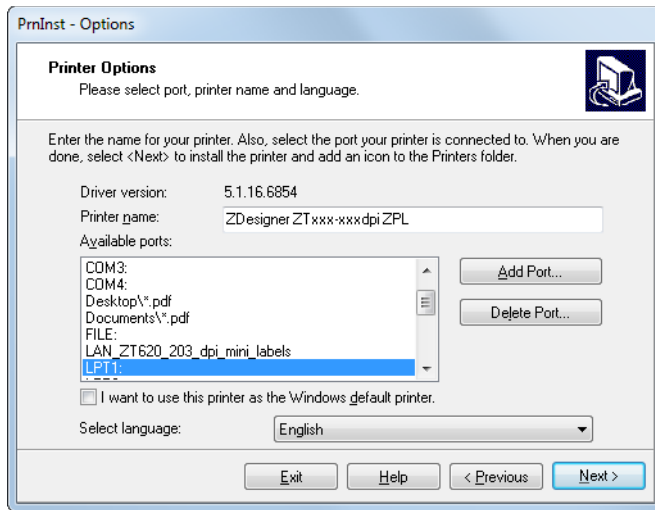 PrnInst - Options
Printer Options
Please select port, printer name and language.
Enter the name for your printer. Also, select the port your printer is connected to. When you are
done, select <Next> to install the printer and add an icon to the Printers folder.
Driver version: 5.1.16.6854
Printer name: ZDesigner ZTxxx-xxxdpi ZPL
Available ports:
COM3:
COM4:
Desktop\*.pdf
Documents\*.pdf
FILE:
LAN_ZT620_203_dpi_mini_labels
LPT1:
Add Port...
Delete Port...
I want to use this printer as the Windows default printer.
Select language: English
Exit Help < Previous Next >